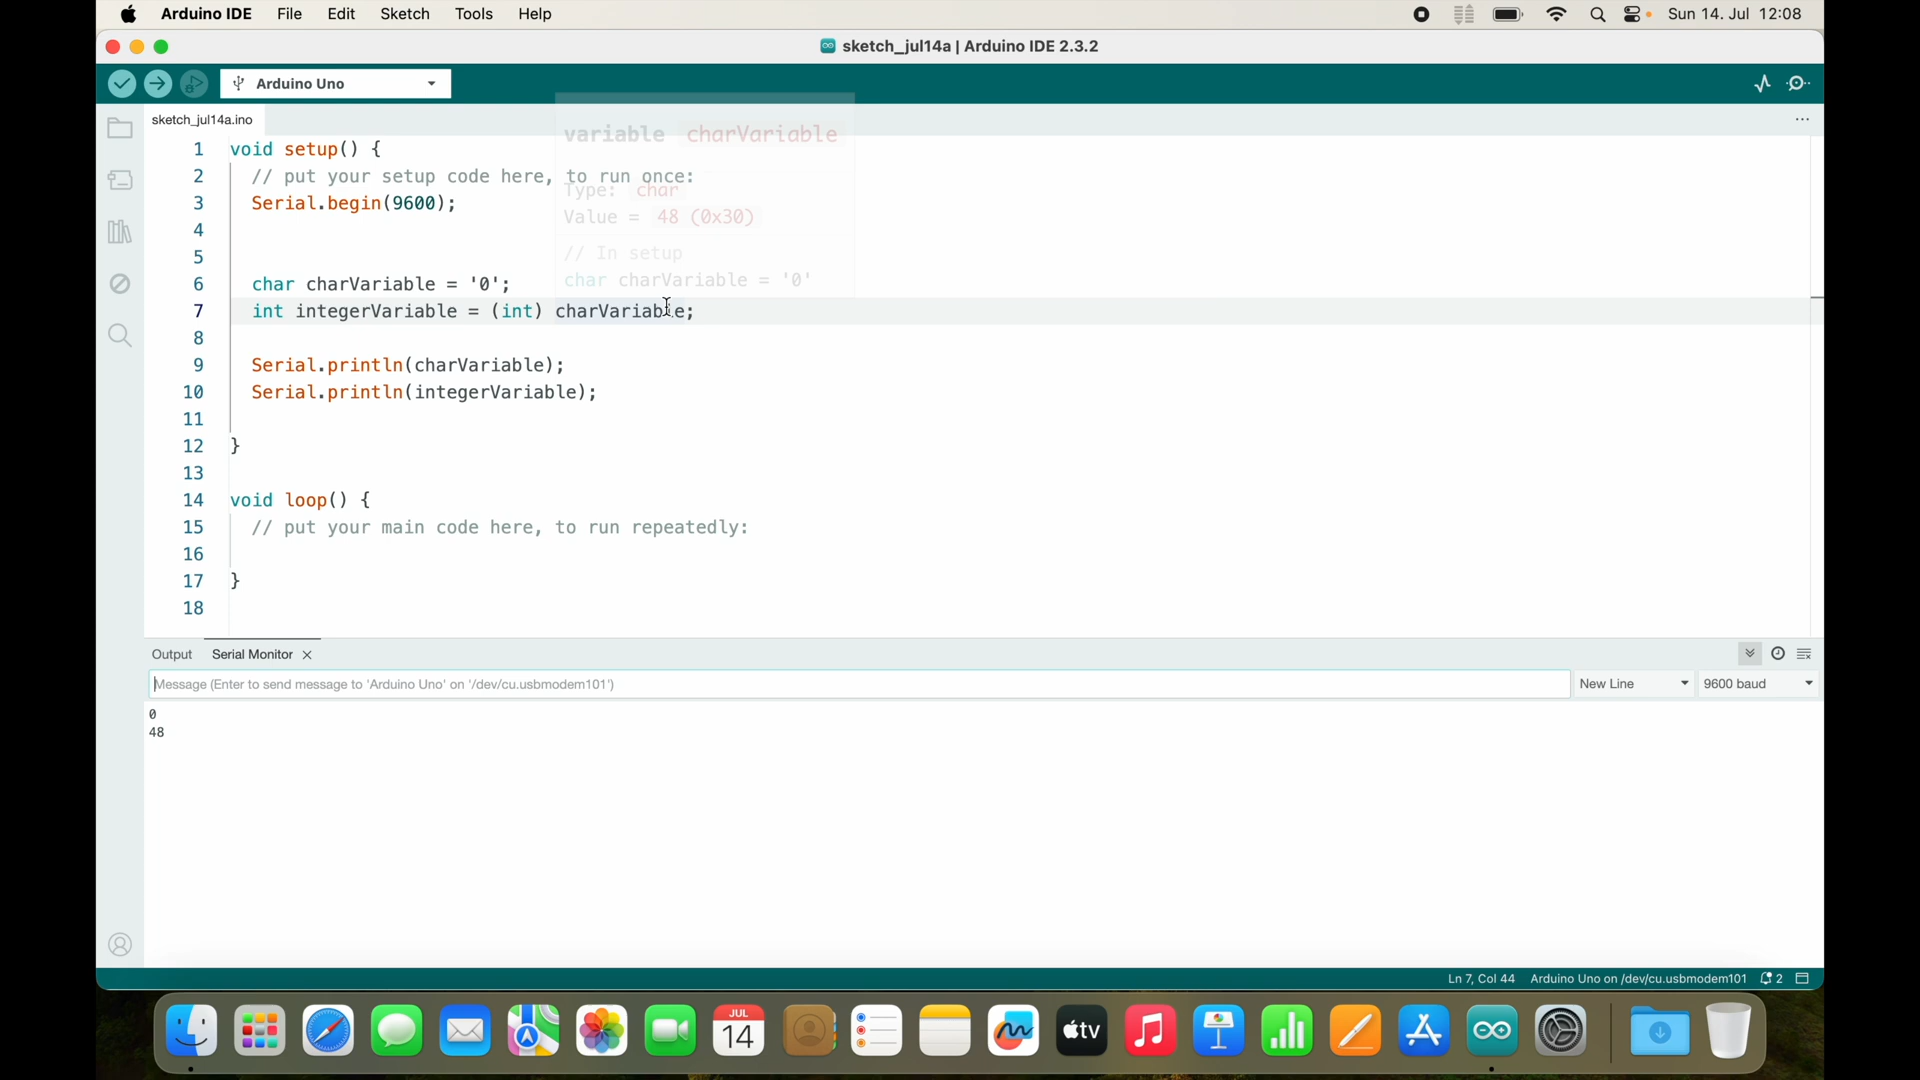 Arduino IDE File Edit Sketch Tools Help Sun 14. Jul 12:08
sketch_jul14a | Arduino IDE 2.3.2
Arduino Uno
sketch_jul14a.ino
variable charVariable
Type: char
Value = 48 (0x30)
// In setup
char charVariable = '0'
1 void setup() {
2 // put your setup code here, to run once:
3 Serial.begin(9600);
4
5
6 char charVariable = '0';
7 int integerVariable = (int) charVariable;
8
9 Serial.println(charVariable);
10 Serial.println(integerVariable);
11
12 }
13
14 void loop() {
15 // put your main code here, to run repeatedly:
16
17 }
18
Output Serial Monitor
Message (Enter to send message to 'Arduino Uno' on '/dev/cu.usbmodem101')
New Line 9600 baud
0
48
Ln 7, Col 44 Arduino Uno on /dev/cu.usbmodem101 2
JUL
14
tv